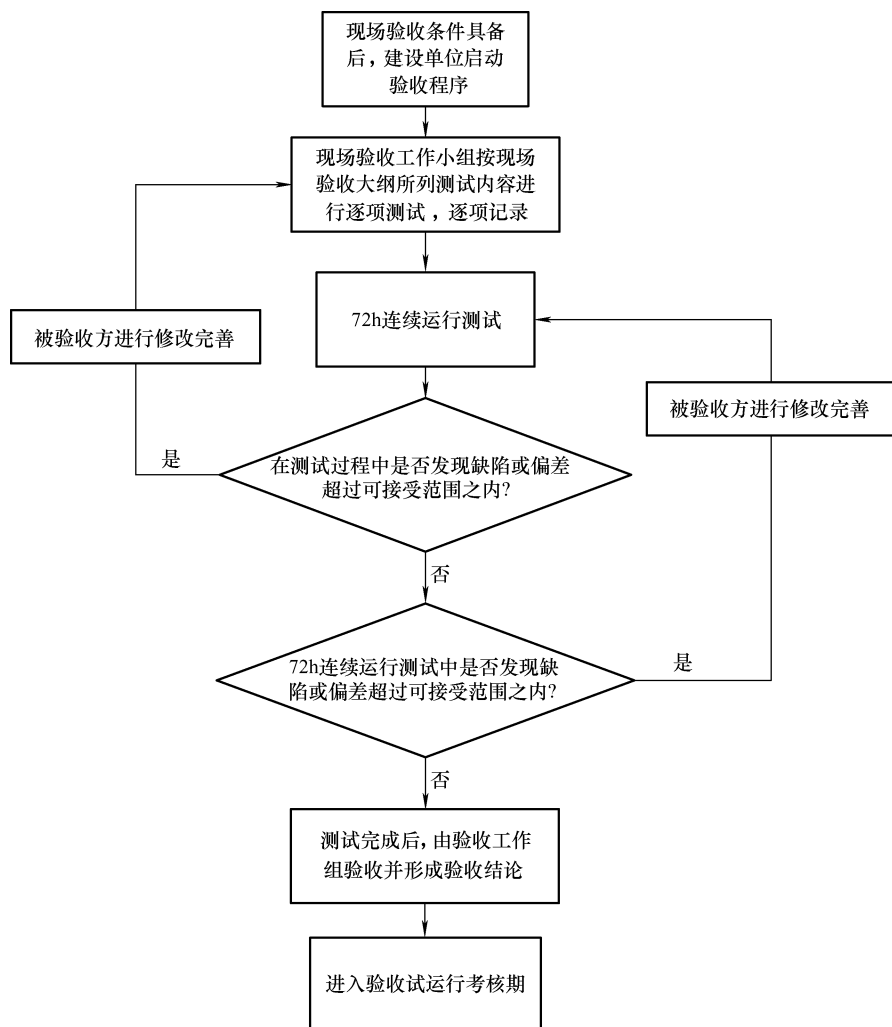 现场验收条件具备
后，建设单位启动
验收程序
现场验收工作小组按现场
验收大纲所列测试内容进
行逐项测试，逐项记录
72h连续运行测试
被验收方进行修改完善
被验收方进行修改完善
是
在测试过程中是否发现缺陷或偏差
超过可接受范围之内?
否
72h连续运行测试中是否发现缺
陷或偏差超过可接受范围之内?
是
否
测试完成后，由验收工作
组验收并形成验收结论
进入验收试运行考核期